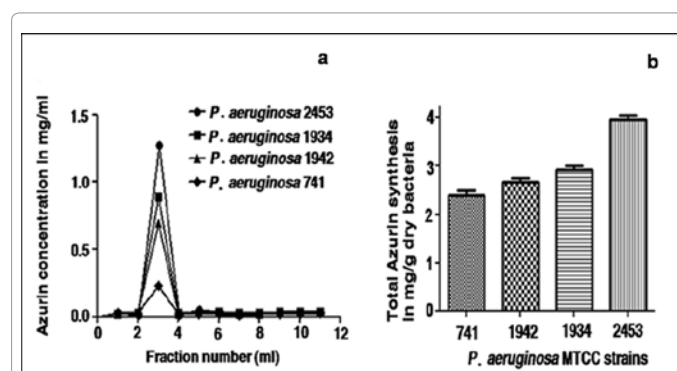 a
Azurin concentration In mg/ml
1.5
1.0
0.5
0.0
P. aeruginosa 2453
P. aeruginosa 1934
P. aeruginosa 1942
P. aeruginosa 741
0 2 4 6 8 10 12
Fraction number (ml)
b
Total Azurin synthesis
In mg/g dry bacteria
4
3
2
1
0
741 1942 1934 2453
P. aeruginosa MTCC strains